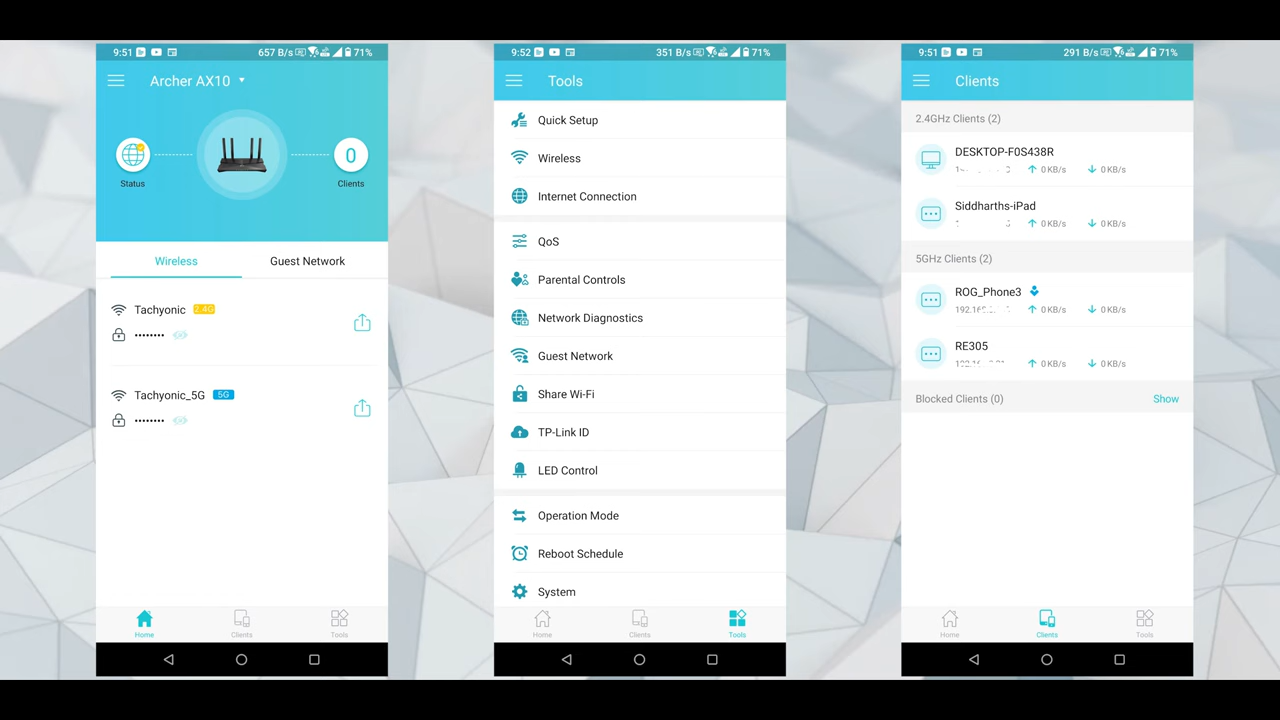 9:51 657 B/s 71%
Archer AX10
0
Status
Clients
Wireless Guest Network
Tachyonic 2.4G
••••••••
Tachyonic_5G 5G
••••••••
Home Clients Tools
9:52 351 B/s 71%
Tools
Quick Setup
Wireless
Internet Connection
QoS
Parental Controls
Network Diagnostics
Guest Network
Share Wi-Fi
TP-Link ID
LED Control
Operation Mode
Reboot Schedule
System
Home Clients Tools
9:51 291 B/s 71%
Clients
2.4GHz Clients (2)
DESKTOP-F0S438R
0 KB/s 0 KB/s
Siddharths-iPad
0 KB/s 0 KB/s
5GHz Clients (2)
ROG_Phone3
0 KB/s 0 KB/s
RE305
0 KB/s 0 KB/s
Blocked Clients (0) Show
Home Clients Tools